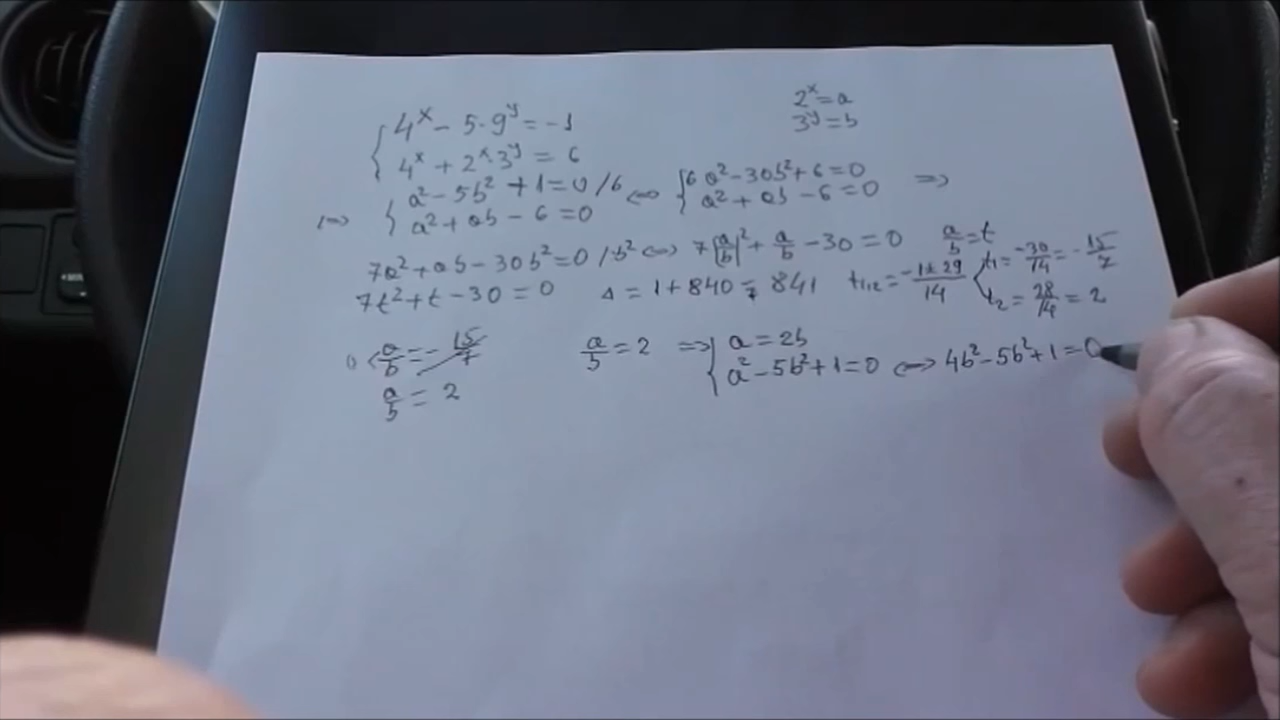 4^x - 5·9^y = -1
2^x = a
4^x + 2^x·3^y = 6
3^y = b
⇔ { a² - 5b² + 1 = 0 /6 ⇔ { 6a² - 30b² + 6 = 0 ⇒
a² + ab - 6 = 0 a² + ab - 6 = 0
7a² + ab - 30b² = 0 /:b² ⇔ 7(a/b)² + a/b - 30 = 0 a/b = t
7t² + t - 30 = 0 Δ = 1 + 840 = 841 t1,2 = (-1±29)/14 t1 = -30/14 = -15/7
t2 = 28/14 = 2
0 < a/b = -15/7 a/b = 2 ⇒ { a = 2b
a/b = 2 a² - 5b² + 1 = 0 ⇔ 4b² - 5b² + 1 = 0